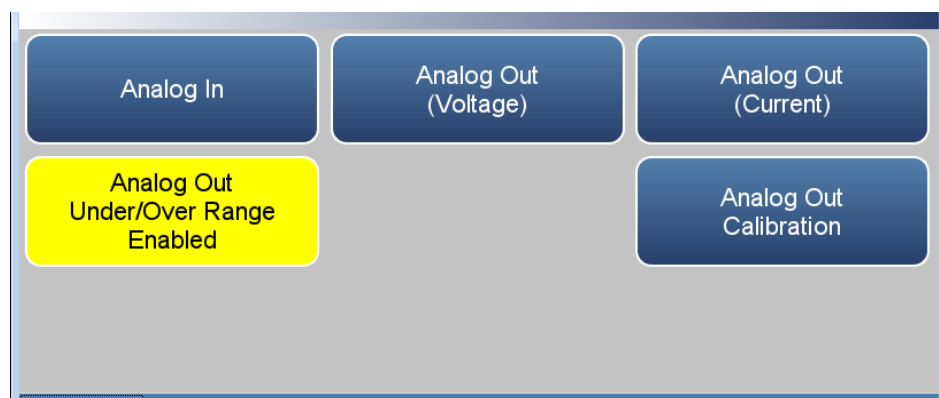 Analog In
Analog Out
(Voltage)
Analog Out
(Current)
Analog Out
Under/Over Range
Enabled
Analog Out
Calibration